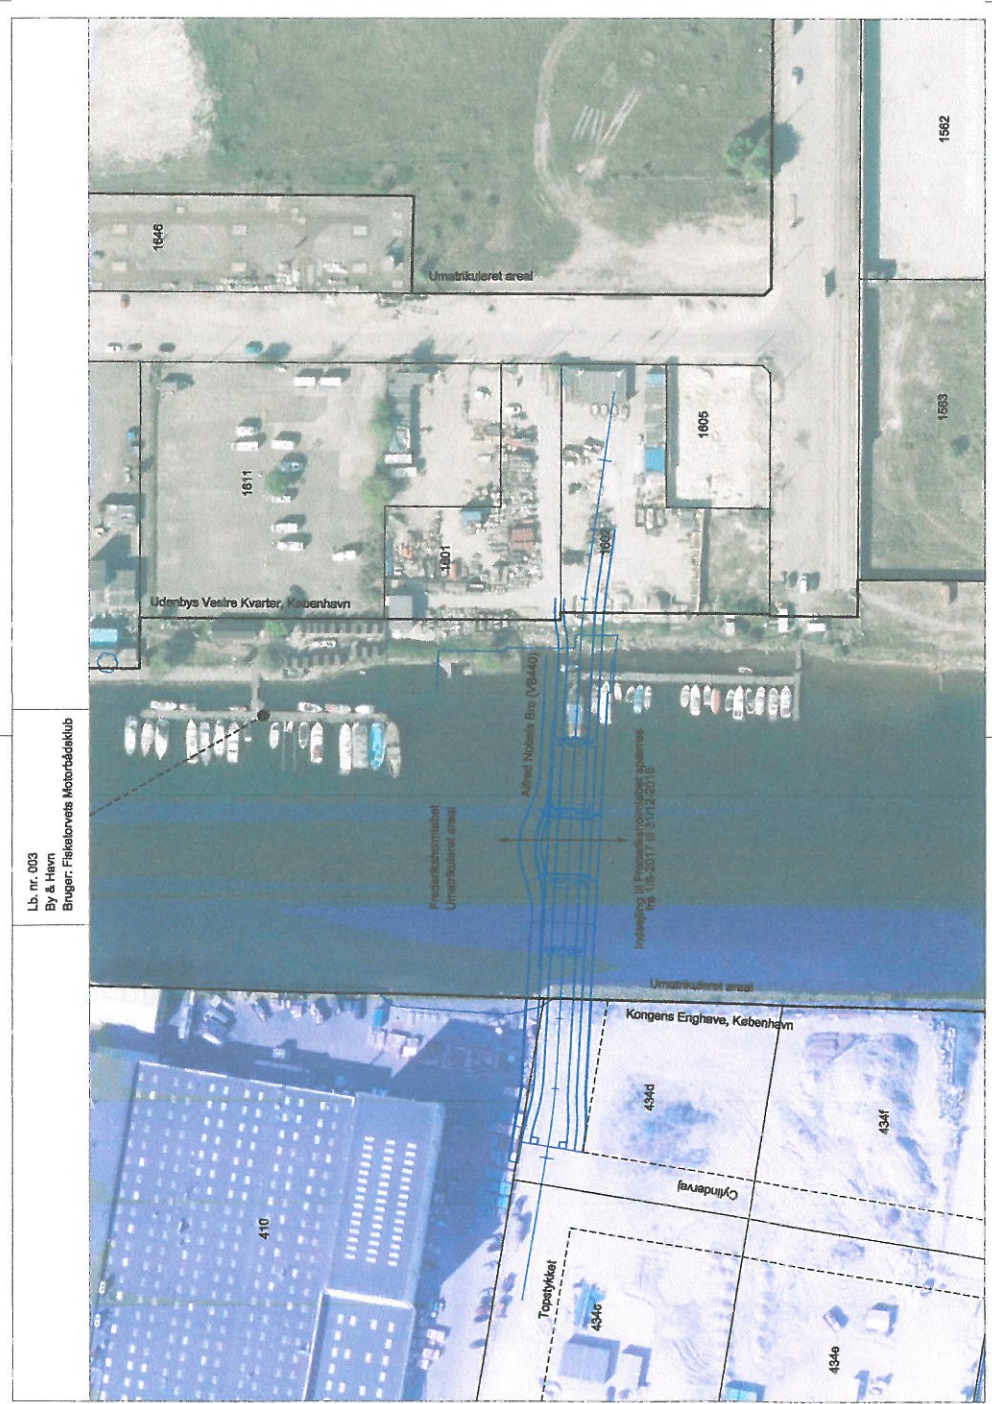 Lb. nr. 003
By & Havn
Bruger: Fisketorvets Motorbådsklub
1562
1646
Umatrikuleret areal
1563
1605
1611
1601
Udenbys Vestre Kvarter, København
Alfred Nobels Bro (VB440)
Frederiksholmløbet
Umatrikuleret areal
Indsejling til Frederiksholmløbet spærres
fra 1/8-2017 til 31/12-2018
Umatrikuleret areal
Kongens Enghave, København
434d
434f
Cylindervej
410
Topstykket
434c
434e